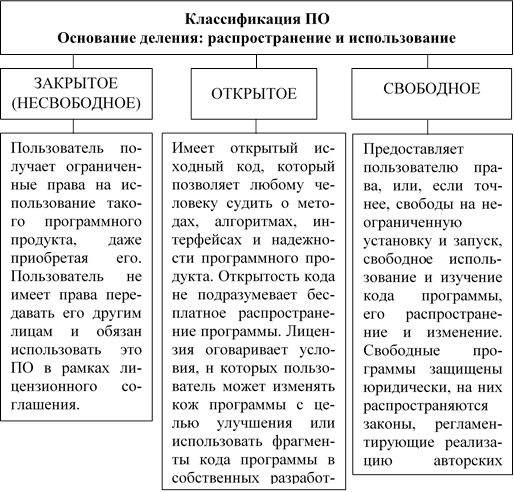 Классификация ПО
Основание деления: распространение и использование
ЗАКРЫТОЕ
(НЕСВОБОДНОЕ)
Пользователь по-
лучает ограничен-
ные права на ис-
пользование тако-
го программного
продукта, даже
приобретая его.
Пользователь не
имеет права пере-
давать его другим
лицам и обязан
использовать это
ПО в рамках ли-
цензионного со-
глашения.
ОТКРЫТОЕ
Имеет открытый ис-
ходный код, который
позволяет любому че-
ловеку судить о мето-
дах, алгоритмах, ин-
терфейсах и надежно-
сти программного про-
дукта. Открытость кода
не подразумевает бес-
платное распростране-
ние программы. Лицен-
зия оговаривает усло-
вия, н которых пользо-
ватель может изменять
кож программы с це-
лью улучшения или
использовать фрагмен-
ты кода программы в
собственных разработ-
СВОБОДНОЕ
Предоставляет
пользователю пра-
ва, или, если точ-
нее, свободы на не-
ограниченную
установку и запуск,
свободное исполь-
зование и изучение
кода программы,
его распростране-
ние и изменение.
Свободные про-
граммы защищены
юридически, на них
распространяются
законы, регламен-
тирующие реализа-
цию авторских